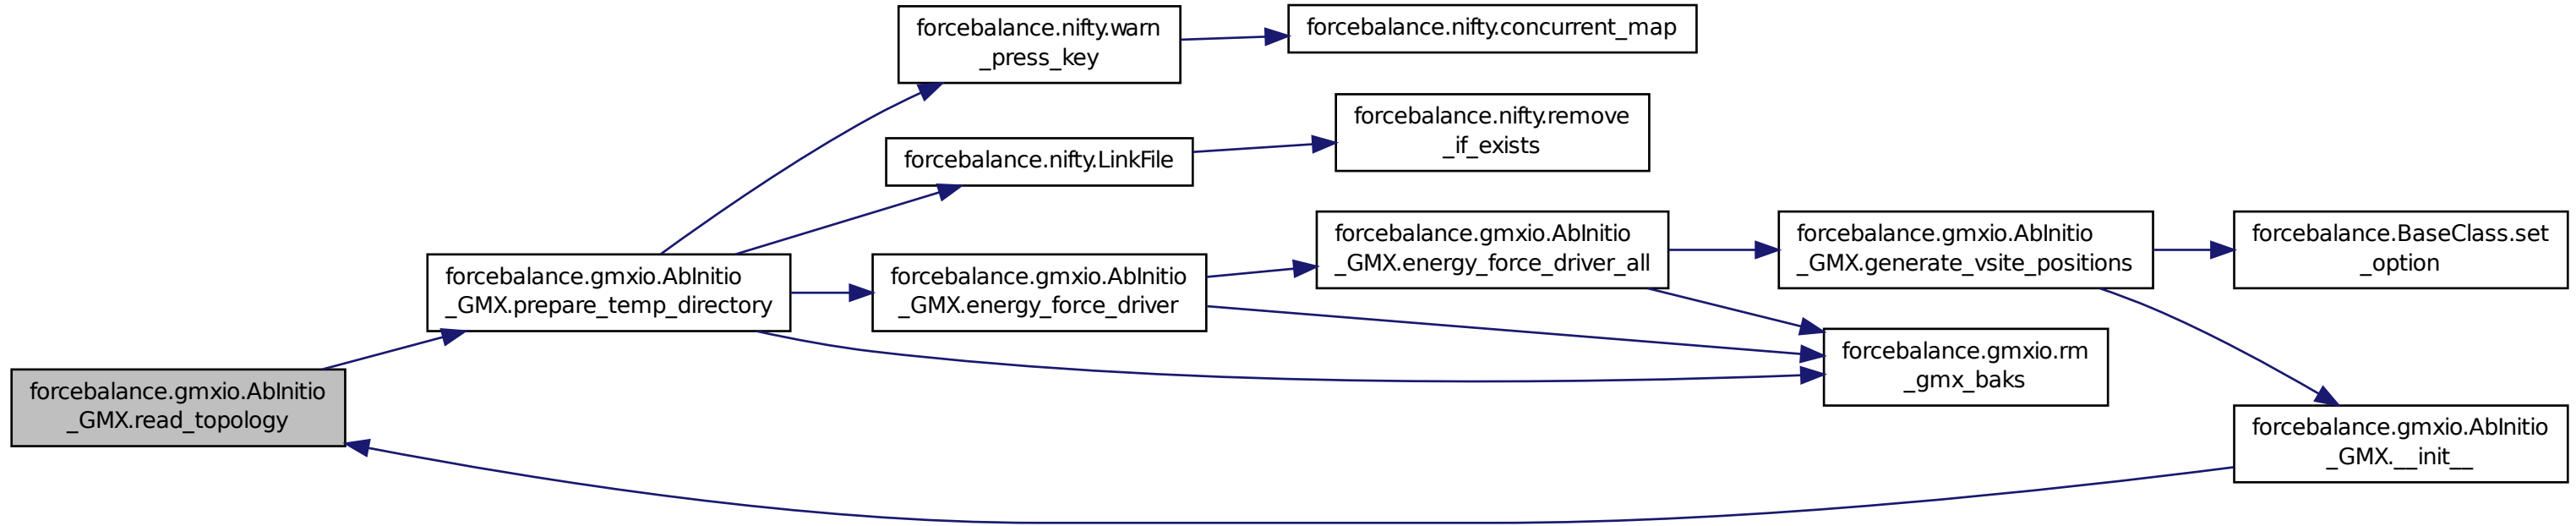 forcebalance.nifty.warn
_press_key
forcebalance.nifty.concurrent_map
forcebalance.nifty.remove
_if_exists
forcebalance.nifty.LinkFile
forcebalance.gmxio.AbInitio
_GMX.energy_force_driver_all
forcebalance.gmxio.AbInitio
_GMX.generate_vsite_positions
forcebalance.BaseClass.set
_option
forcebalance.gmxio.AbInitio
_GMX.prepare_temp_directory
forcebalance.gmxio.AbInitio
_GMX.energy_force_driver
forcebalance.gmxio.rm
_gmx_baks
forcebalance.gmxio.AbInitio
_GMX.read_topology
forcebalance.gmxio.AbInitio
_GMX.__init__